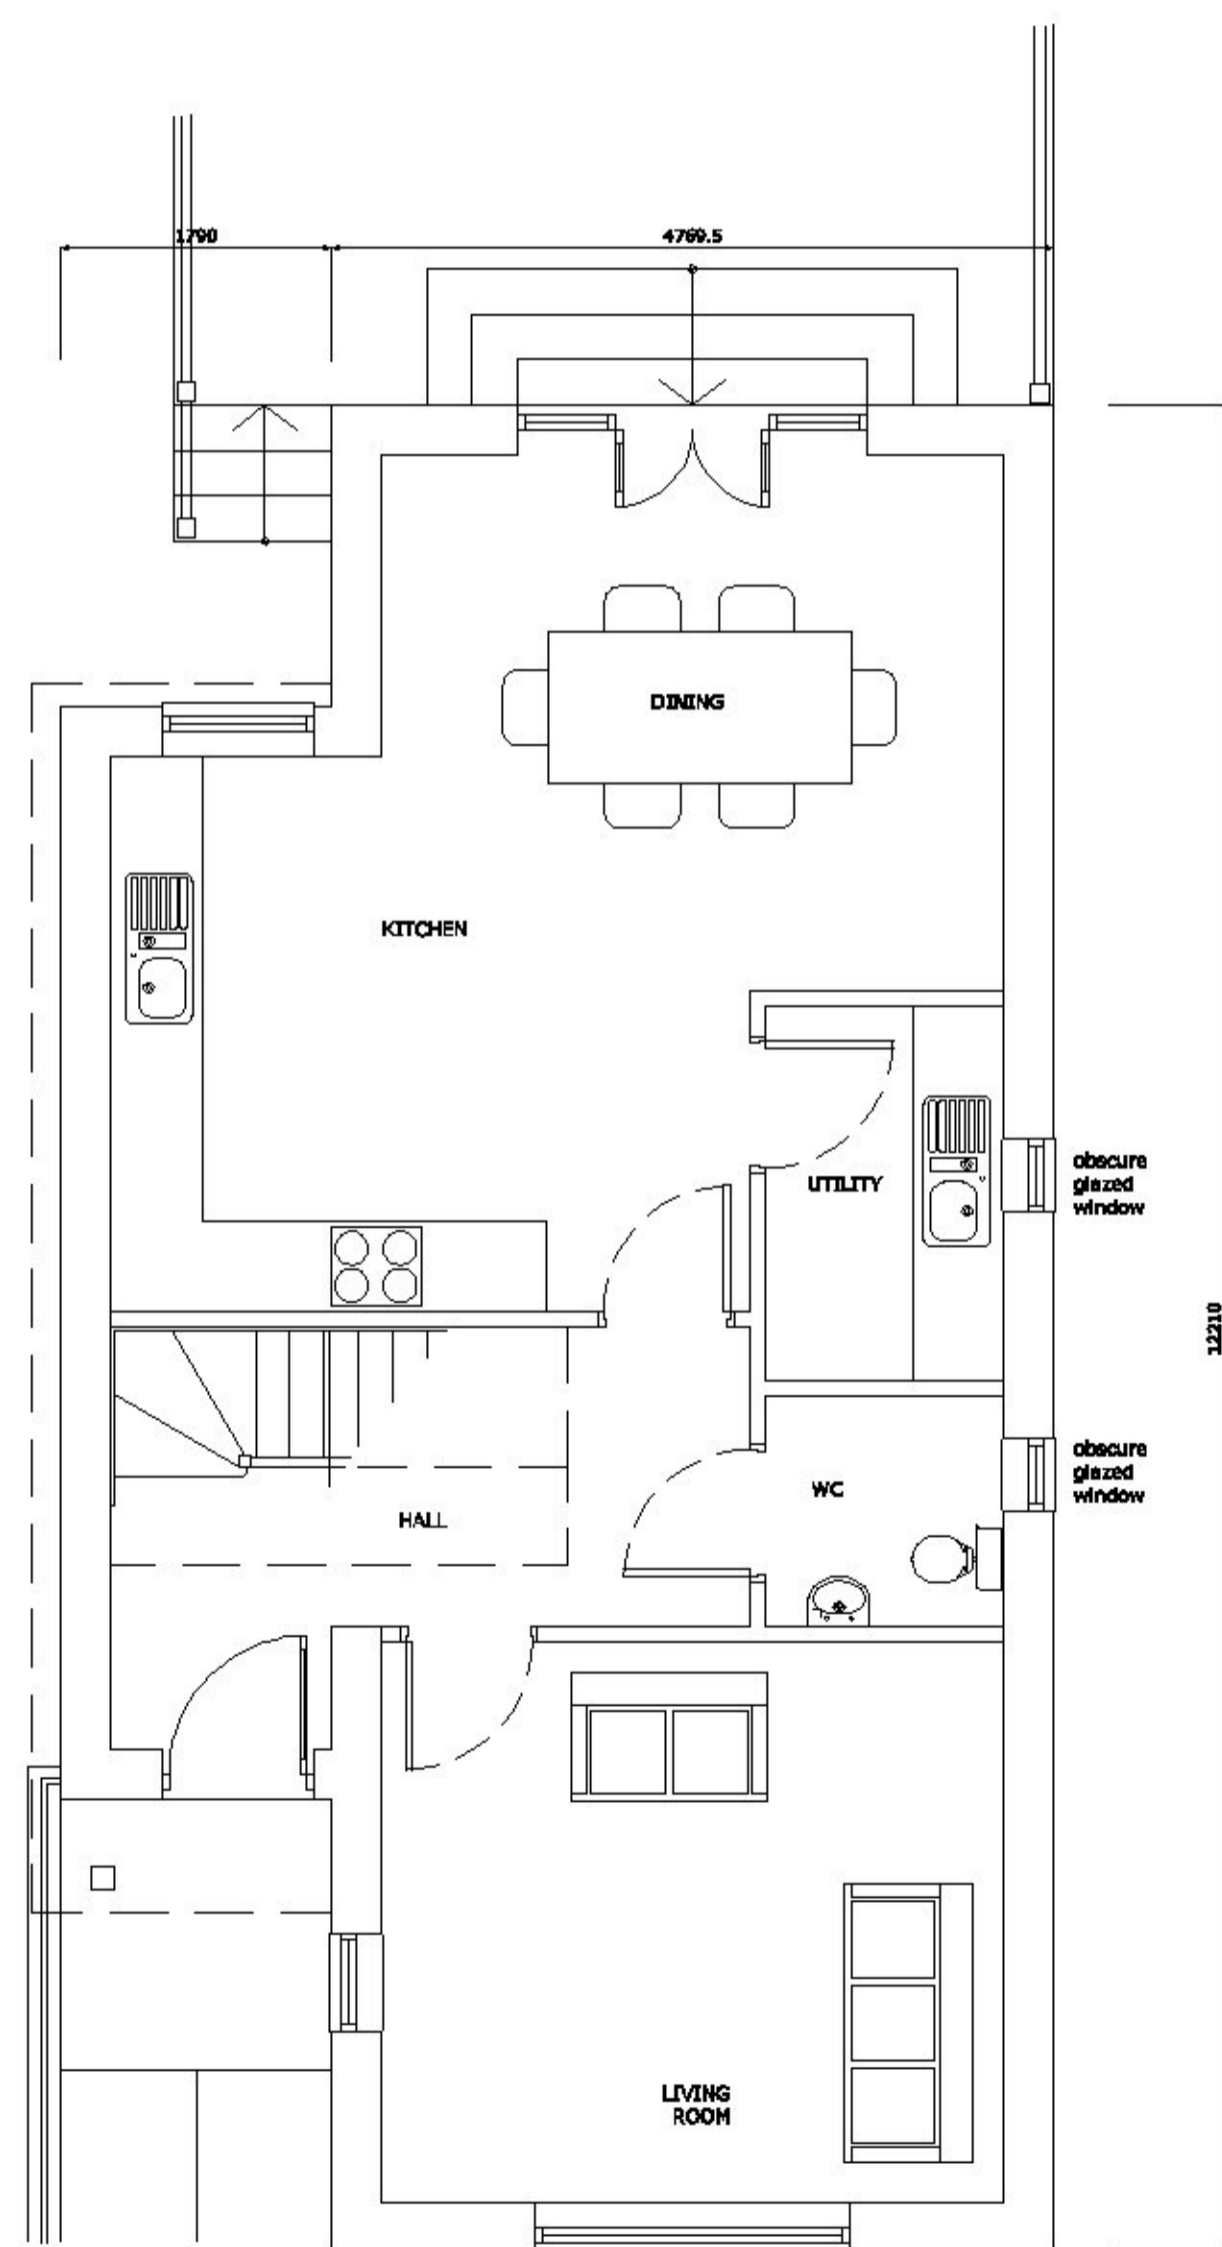 1790
4769.5
DINING
KITCHEN
obscure
glazed
window
UTILITY
12210
obscure
glazed
window
WC
HALL
LIVING
ROOM